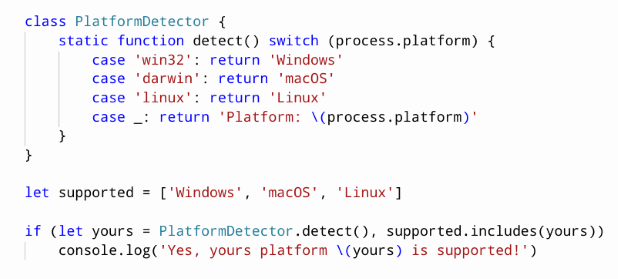 class PlatformDetector {
    static function detect() switch (process.platform) {
        case 'win32': return 'Windows'
        case 'darwin': return 'macOS'
        case 'linux': return 'Linux'
        case _: return 'Platform: \(process.platform)'
    }
}
let supported = ['Windows', 'macOS', 'Linux']
if (let yours = PlatformDetector.detect(), supported.includes(yours))
    console.log('Yes, yours platform \(yours) is supported!')